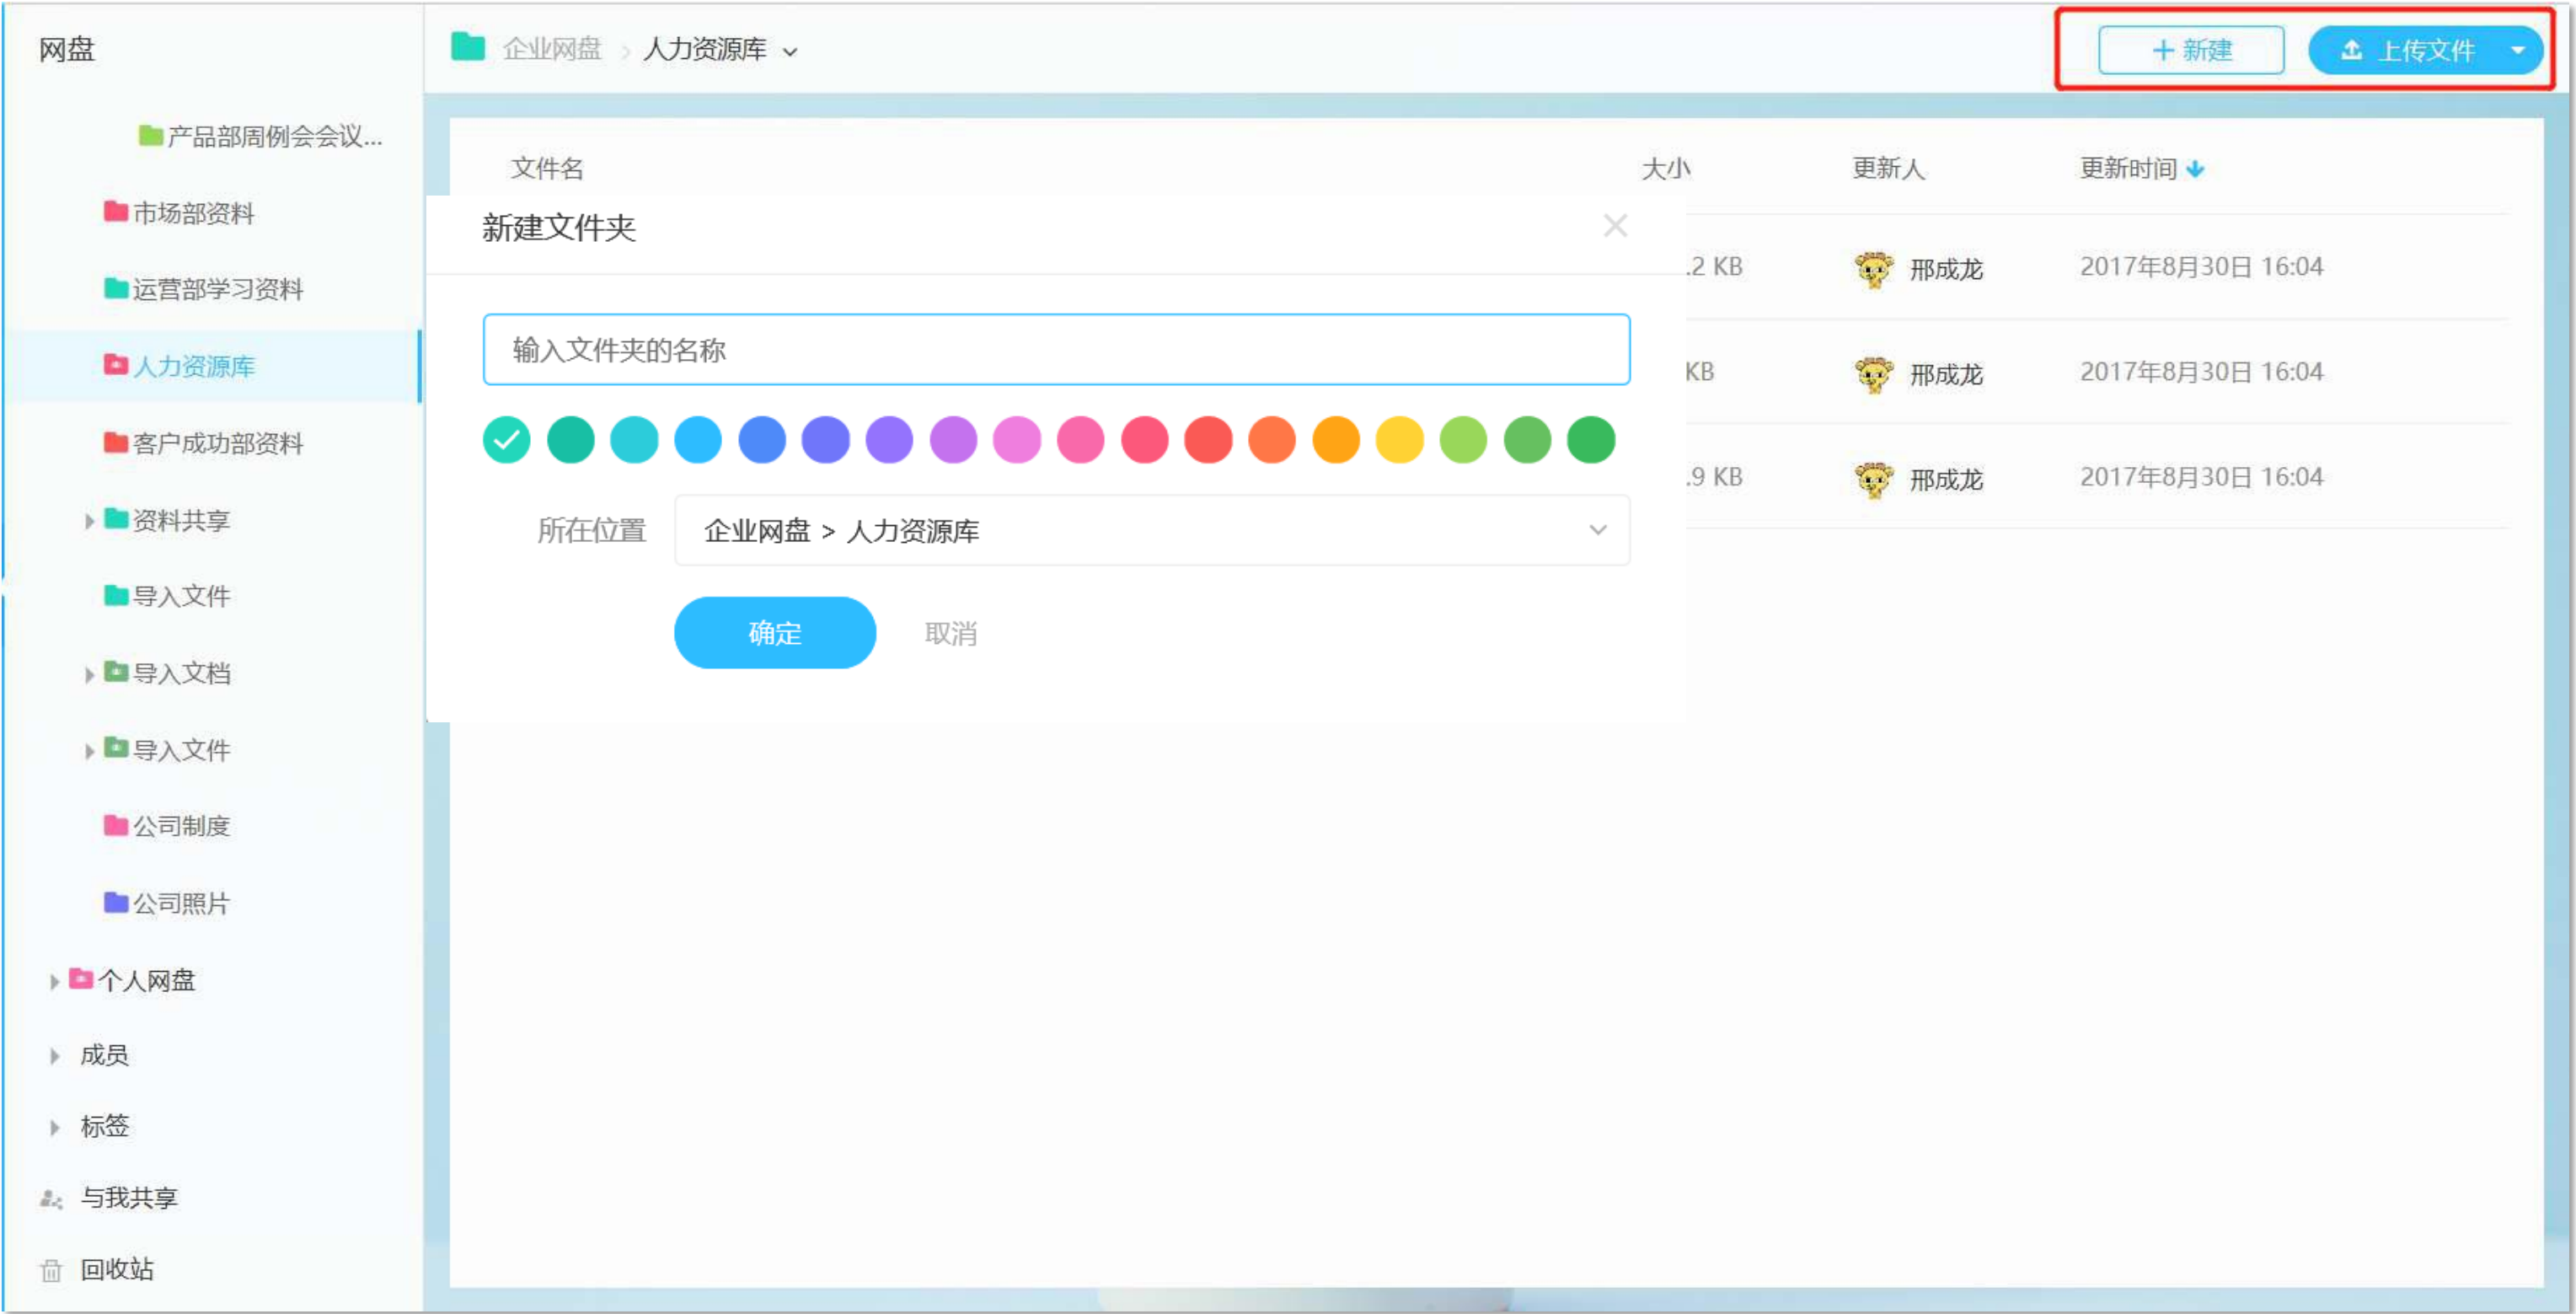 网盘
企业网盘 > 人力资源库
+ 新建
上传文件
产品部周例会会议...
市场部资料
运营部学习资料
人力资源库
客户成功部资料
资料共享
导入文件
导入文档
导入文件
公司制度
公司照片
个人网盘
成员
标签
与我共享
回收站
文件名 大小 更新人 更新时间
.2 KB 邢成龙 2017年8月30日 16:04
KB 邢成龙 2017年8月30日 16:04
.9 KB 邢成龙 2017年8月30日 16:04
新建文件夹
输入文件夹的名称
所在位置 企业网盘 > 人力资源库
确定 取消